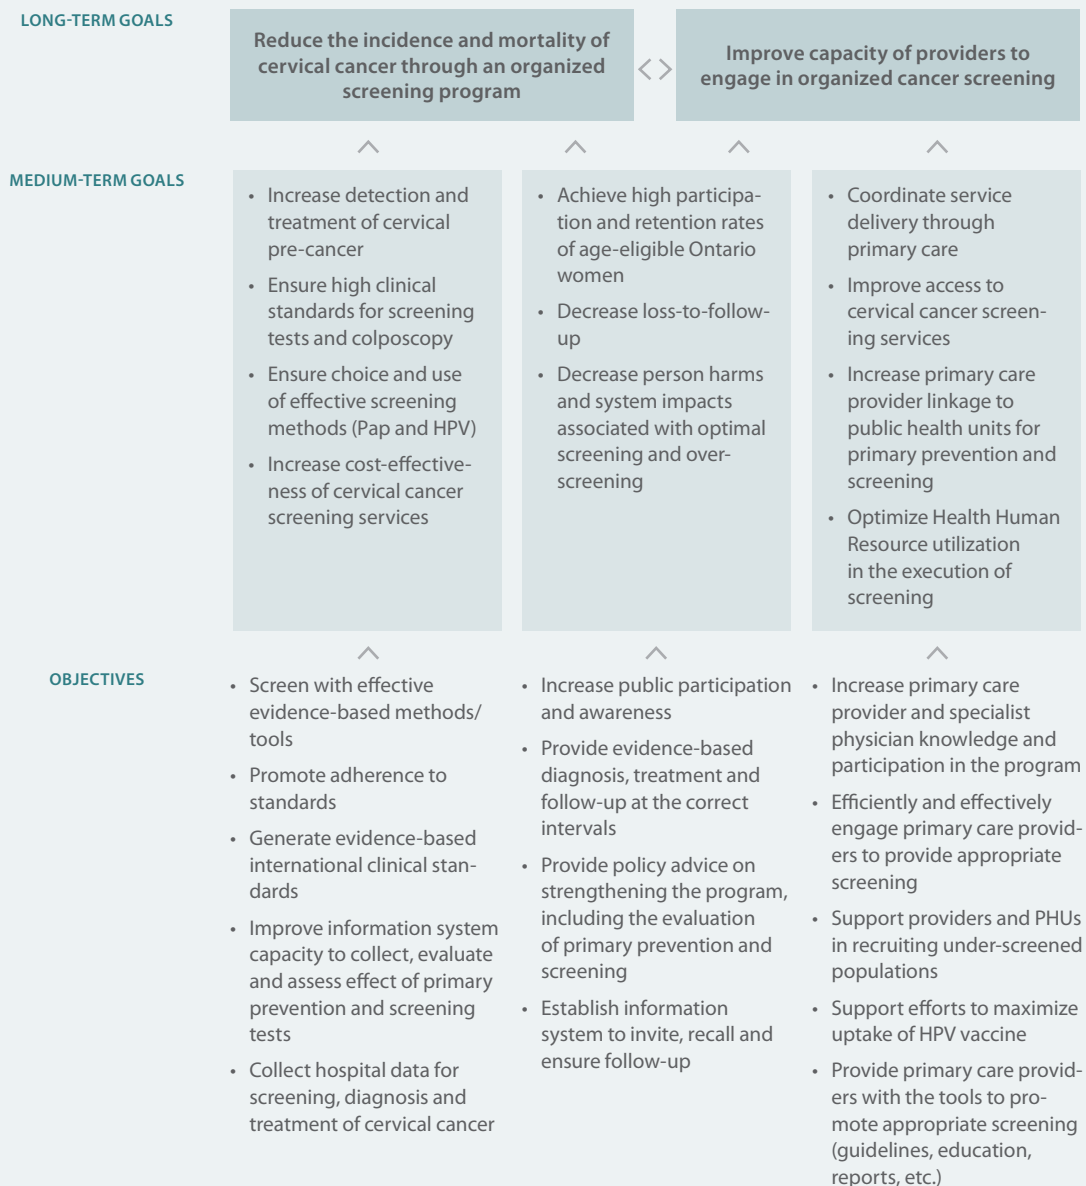 LONG-TERM GOALS
Reduce the incidence and mortality of
cervical cancer through an organized
screening program
< >
Improve capacity of providers to
engage in organized cancer screening
MEDIUM-TERM GOALS
• Increase detection and
treatment of cervical
pre-cancer
• Ensure high clinical
standards for screening
tests and colposcopy
• Ensure choice and use
of effective screening
methods (Pap and HPV)
• Increase cost-effective-
ness of cervical cancer
screening services
• Achieve high participa-
tion and retention rates
of age-eligible Ontario
women
• Decrease loss-to-follow-
up
• Decrease person harms
and system impacts
associated with optimal
screening and over-
screening
• Coordinate service
delivery through
primary care
• Improve access to
cervical cancer screen-
ing services
• Increase primary care
provider linkage to
public health units for
primary prevention and
screening
• Optimize Health Human
Resource utilization
in the execution of
screening
OBJECTIVES
• Screen with effective
evidence-based methods/
tools
• Promote adherence to
standards
• Generate evidence-based
international clinical stan-
dards
• Improve information system
capacity to collect, evaluate
and assess effect of primary
prevention and screening
tests
• Collect hospital data for
screening, diagnosis and
treatment of cervical cancer
• Increase public participation
and awareness
• Provide evidence-based
diagnosis, treatment and
follow-up at the correct
intervals
• Provide policy advice on
strengthening the program,
including the evaluation
of primary prevention and
screening
• Establish information
system to invite, recall and
ensure follow-up
• Increase primary care
provider and specialist
physician knowledge and
participation in the program
• Efficiently and effectively
engage primary care provid-
ers to provide appropriate
screening
• Support providers and PHUs
in recruiting under-screened
populations
• Support efforts to maximize
uptake of HPV vaccine
• Provide primary care provid-
ers with the tools to pro-
mote appropriate screening
(guidelines, education,
reports, etc.)